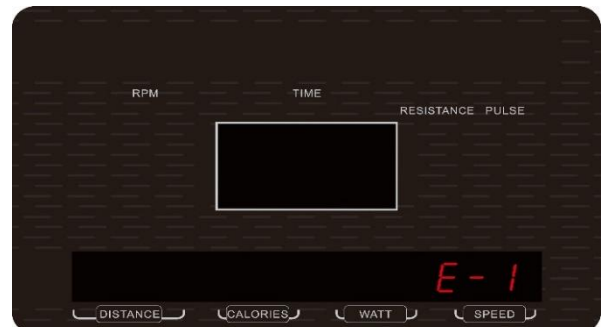 RPM TIME
RESISTANCE PULSE
E-1
DISTANCE CALORIES WATT SPEED